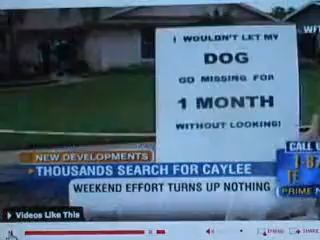 I WOULDN'T LET MY
DOG
GO MISSING FOR
1 MONTH
WITHOUT LOOKING!
NEW DEVELOPMENTS
THOUSANDS SEARCH FOR CAYLEE
WEEKEND EFFORT TURNS UP NOTHING
CALL
PRIME
Videos Like This